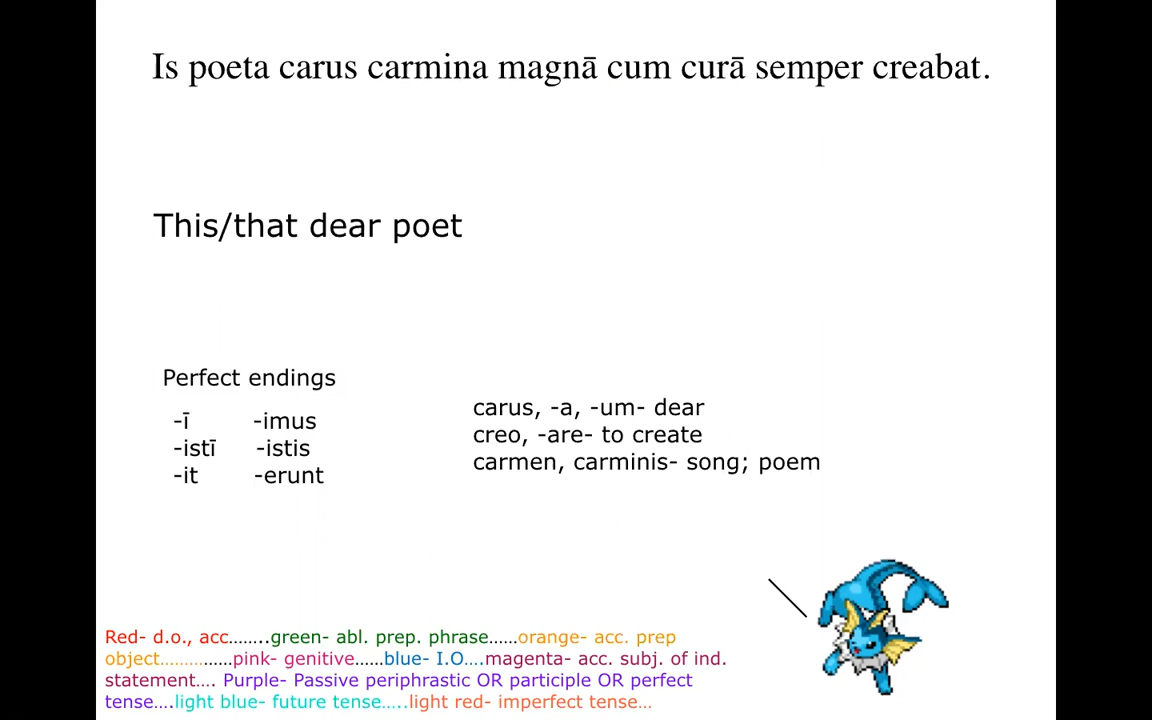 Is poeta carus carmina magnā cum curā semper creabat.
This/that dear poet
Perfect endings
-ī -imus
-istī -istis
-it -erunt
carus, -a, -um- dear
creo, -are- to create
carmen, carminis- song; poem
Red- d.o., acc……..green- abl. prep. phrase……orange- acc. prep
object……………..pink- genitive……blue- I.O….magenta- acc. subj. of ind.
statement…. Purple- Passive periphrastic OR participle OR perfect
tense….light blue- future tense…..light red- imperfect tense…